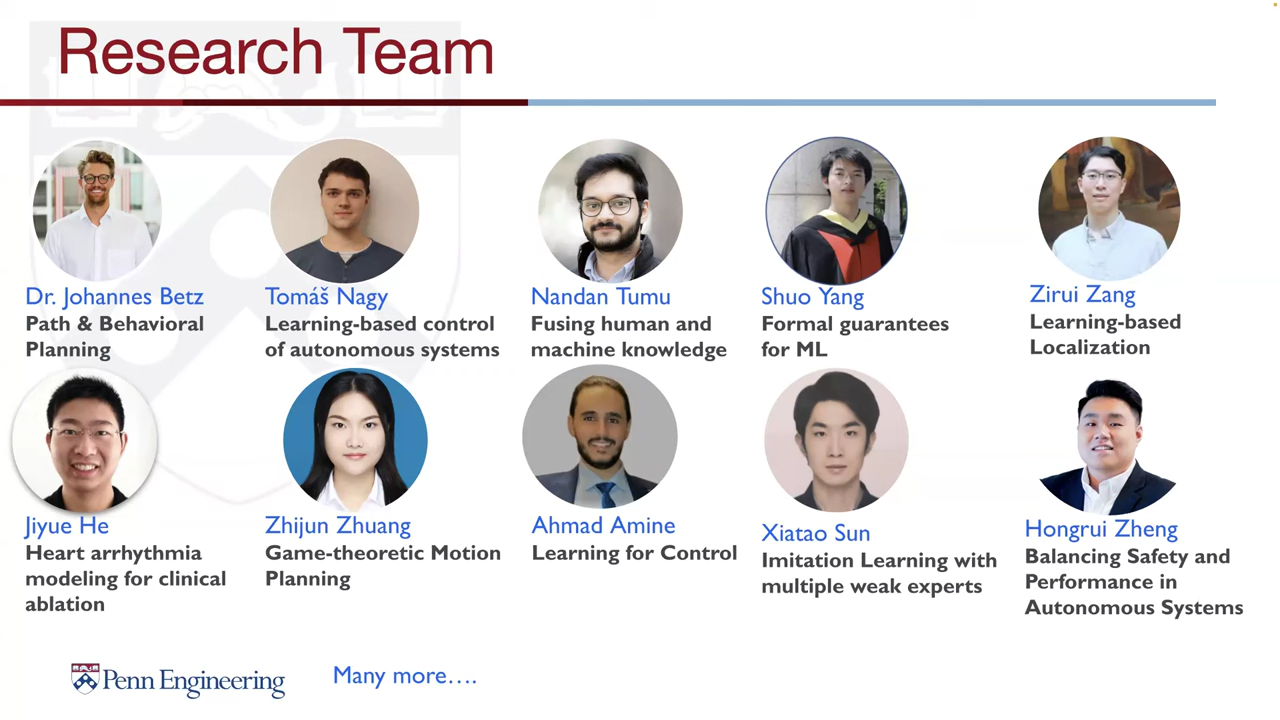 Research Team
Dr. Johannes Betz
Path & Behavioral
Planning
Tomáš Nagy
Learning-based control
of autonomous systems
Nandan Tumu
Fusing human and
machine knowledge
Shuo Yang
Formal guarantees
for ML
Zirui Zang
Learning-based
Localization
Jiyue He
Heart arrhythmia
modeling for clinical
ablation
Zhijun Zhuang
Game-theoretic Motion
Planning
Ahmad Amine
Learning for Control
Xiatao Sun
Imitation Learning with
multiple weak experts
Hongrui Zheng
Balancing Safety and
Performance in
Autonomous Systems
Penn Engineering
Many more....